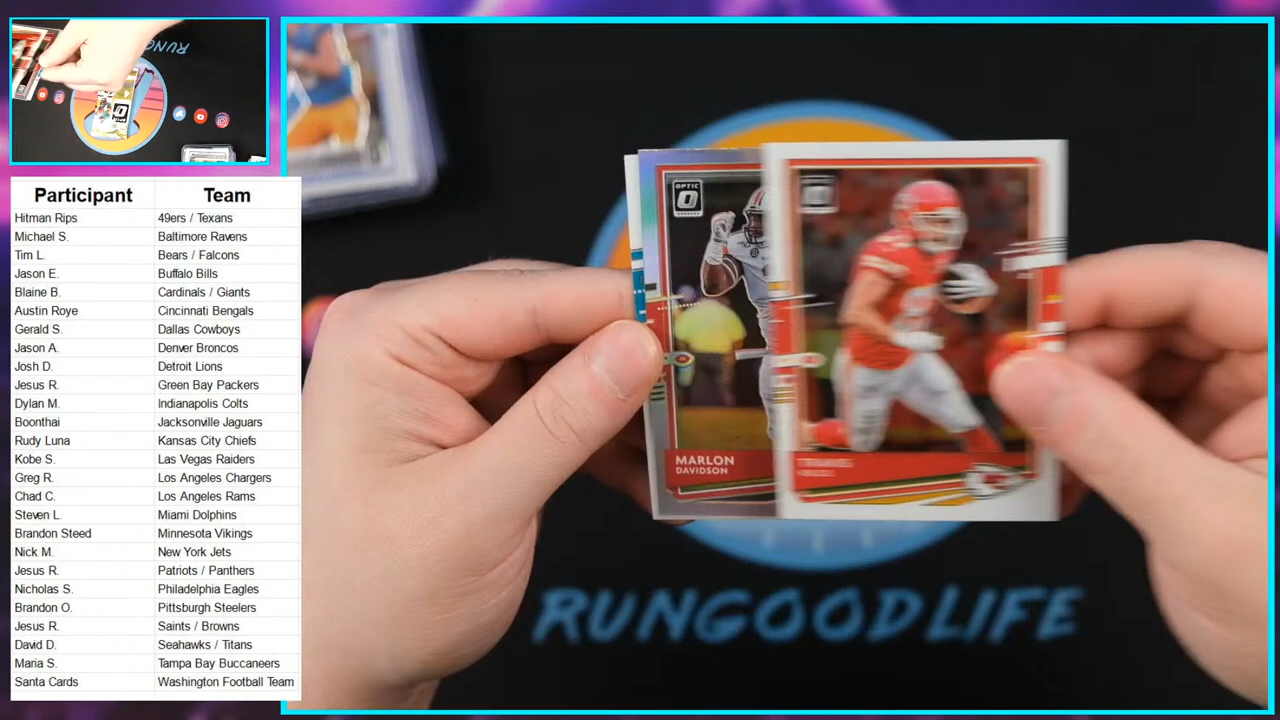 Participant Team
Hitman Rips 49ers / Texans
Michael S. Baltimore Ravens
Tim L. Bears / Falcons
Jason E. Buffalo Bills
Blaine B. Cardinals / Giants
Austin Roye Cincinnati Bengals
Gerald S. Dallas Cowboys
Jason A. Denver Broncos
Josh D. Detroit Lions
Jesus R. Green Bay Packers
Dylan M. Indianapolis Colts
Boonthai Jacksonville Jaguars
Rudy Luna Kansas City Chiefs
Kobe S. Las Vegas Raiders
Greg R. Los Angeles Chargers
Chad C. Los Angeles Rams
Steven L. Miami Dolphins
Brandon Steed Minnesota Vikings
Nick M. New York Jets
Jesus R. Patriots / Panthers
Nicholas S. Philadelphia Eagles
Brandon O. Pittsburgh Steelers
Jesus R. Saints / Browns
David D. Seahawks / Titans
Maria S. Tampa Bay Buccaneers
Santa Cards Washington Football Team
OPTIC
MARLON
DAVIDSON
RUNGOODLIFE